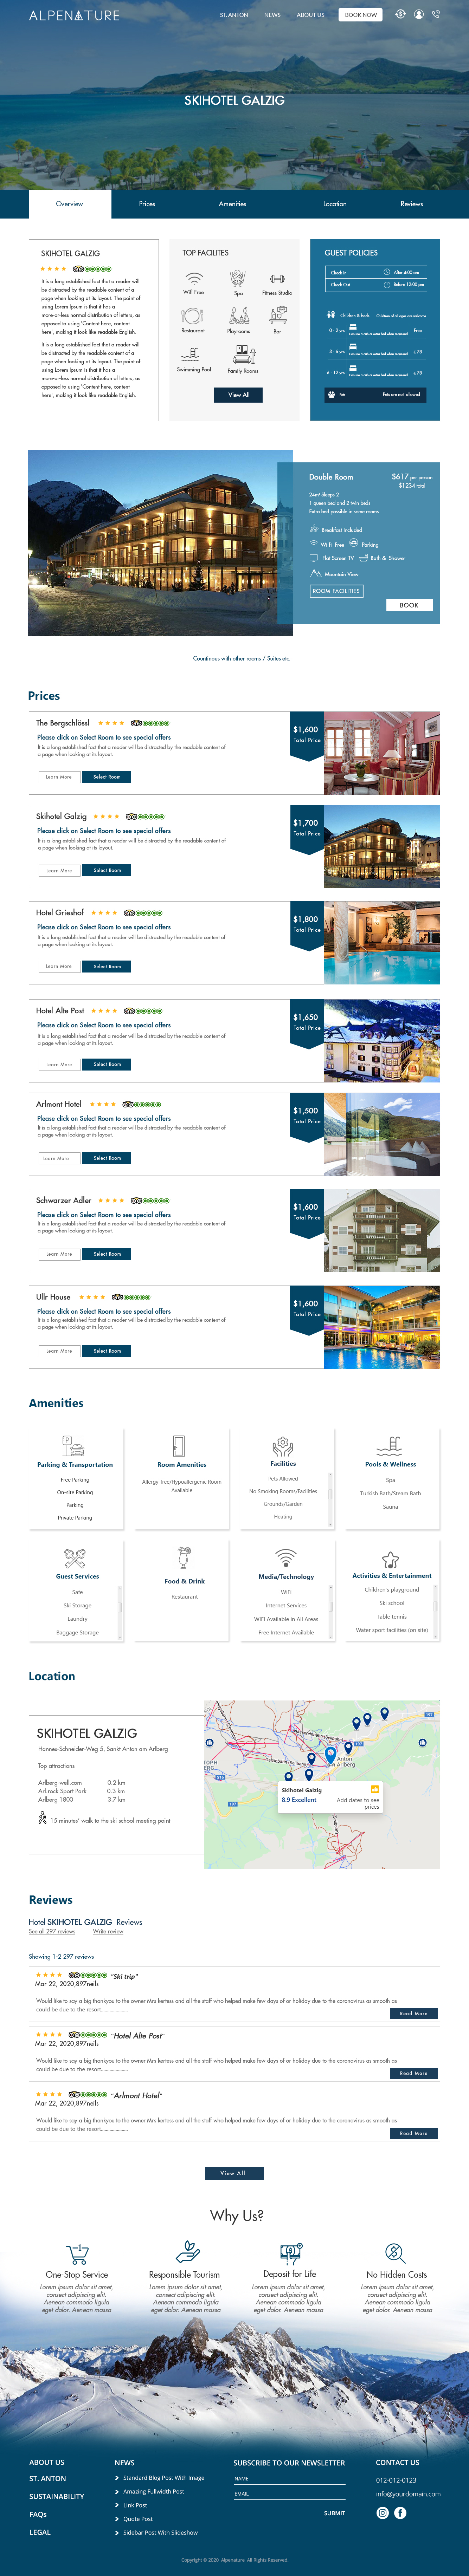 ALPENATURE
ST. ANTON NEWS ABOUT US BOOK NOW
SKIHOTEL GALZIG
Overview Prices Amenities Location Reviews
SKIHOTEL GALZIG
It is a long established fact that a reader will
be distracted by the readable content of a
page when looking at its layout. The point of
using Lorem Ipsum is that it has a
more-or-less normal distribution of letters, as
opposed to using 'Content here, content
here', making it look like readable English.
It is a long established fact that a reader will
be distracted by the readable content of a
page when looking at its layout. The point of
using Lorem Ipsum is that it has a
more-or-less normal distribution of letters, as
opposed to using 'Content here, content
here', making it look like readable English.
TOP FACILITES
Wifi Free Spa Fitness Studio
Restaurant Playrooms Bar
Swimming Pool Family Rooms
View All
GUEST POLICIES
Check In After 4:00 am
Check Out Before 12:00 pm
Children & beds Children of all ages are welcome
0 - 2 yrs Can use a crib or extra bed when requested Free
3 - 6 yrs Can use a crib or extra bed when requested € 78
6 - 12 yrs Can use a crib or extra bed when requested € 78
Pets Pets are not allowed
Double Room $617 per person
$1234 total
24m² Sleeps 2
1 queen bed and 2 twin beds
Extra bed possible in some rooms
Breakfast Included
Wi Fi Free Parking
Flat Screen TV Bath & Shower
Mountain View
ROOM FACILITIES
BOOK
Countinous with other rooms / Suites etc.
Prices
The Bergschlössl
Please click on Select Room to see special offers
It is a long established fact that a reader will be distracted by the readable content of
a page when looking at its layout.
Learn More Select Room
$1,600
Total Price
Skihotel Galzig
Please click on Select Room to see special offers
It is a long established fact that a reader will be distracted by the readable content of
a page when looking at its layout.
Learn More Select Room
$1,700
Total Price
Hotel Grieshof
Please click on Select Room to see special offers
It is a long established fact that a reader will be distracted by the readable content of
a page when looking at its layout.
Learn More Select Room
$1,800
Total Price
Hotel Alte Post
Please click on Select Room to see special offers
It is a long established fact that a reader will be distracted by the readable content of
a page when looking at its layout.
Learn More Select Room
$1,650
Total Price
Arlmont Hotel
Please click on Select Room to see special offers
It is a long established fact that a reader will be distracted by the readable content of
a page when looking at its layout.
Learn More Select Room
$1,500
Total Price
Schwarzer Adler
Please click on Select Room to see special offers
It is a long established fact that a reader will be distracted by the readable content of
a page when looking at its layout.
Learn More Select Room
$1,600
Total Price
Ullr House
Please click on Select Room to see special offers
It is a long established fact that a reader will be distracted by the readable content of
a page when looking at its layout.
Learn More Select Room
$1,600
Total Price
Amenities
Parking & Transportation
Free Parking
On-site Parking
Parking
Private Parking
Room Amenities
Allergy-free/Hypoallergenic Room
Available
Facilities
Pets Allowed
No Smoking Rooms/Facilities
Grounds/Garden
Heating
Pools & Wellness
Spa
Turkish Bath/Steam Bath
Sauna
Guest Services
Safe
Ski Storage
Laundry
Baggage Storage
Food & Drink
Restaurant
Media/Technology
WiFi
Internet Services
WIFI Available in All Areas
Free Internet Available
Activities & Entertainment
Children's playground
Ski school
Table tennis
Water sport facilities (on site)
Location
SKIHOTEL GALZIG
Hannes-Schneider-Weg 5, Sankt Anton am Arlberg
Top attractions
Arlberg-well.com 0.2 km
Arl.rock Sport Park 0.3 km
Arlberg 1800 3.7 km
15 minutes' walk to the ski school meeting point
Anton
Arlberg
Skihotel Galzig
8.9 Excellent Add dates to see
prices
Reviews
Hotel SKIHOTEL GALZIG Reviews
See all 297 reviews Write review
Showing 1-2 297 reviews
"Ski trip"
Mar 22, 2020,897neils
Would like to say a big thankyou to the owner Mrs kertess and all the staff who helped make few days of or holiday due to the coronavirus as smooth as
could be due to the resort....................
Read More
"Hotel Alte Post"
Mar 22, 2020,897neils
Would like to say a big thankyou to the owner Mrs kertess and all the staff who helped make few days of or holiday due to the coronavirus as smooth as
could be due to the resort....................
Read More
"Arlmont Hotel"
Mar 22, 2020,897neils
Would like to say a big thankyou to the owner Mrs kertess and all the staff who helped make few days of or holiday due to the coronavirus as smooth as
could be due to the resort....................
Read More
View All
Why Us?
One-Stop Service
Lorem ipsum dolor sit amet,
consect adipiscing elit.
Aenean commodo ligula
eget dolor. Aenean massa
Responsible Tourism
Lorem ipsum dolor sit amet,
consect adipiscing elit.
Aenean commodo ligula
eget dolor. Aenean massa
Deposit for Life
Lorem ipsum dolor sit amet,
consect adipiscing elit.
Aenean commodo ligula
eget dolor. Aenean massa
No Hidden Costs
Lorem ipsum dolor sit amet,
consect adipiscing elit.
Aenean commodo ligula
eget dolor. Aenean massa
ABOUT US
ST. ANTON
SUSTAINABILITY
FAQs
LEGAL
NEWS
Standard Blog Post With Image
Amazing Fullwidth Post
Link Post
Quote Post
Sidebar Post With Slideshow
SUBSCRIBE TO OUR NEWSLETTER
NAME
EMAIL
SUBMIT
CONTACT US
012-012-0123
info@yourdomain.com
Copyright © 2020 Alpenature All Rights Reserved.